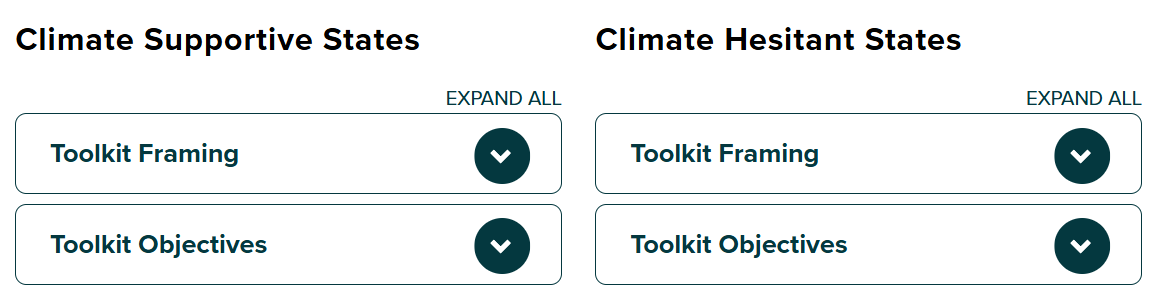 Climate Supportive States
EXPAND ALL
Toolkit Framing
Toolkit Objectives
Climate Hesitant States
EXPAND ALL
Toolkit Framing
Toolkit Objectives